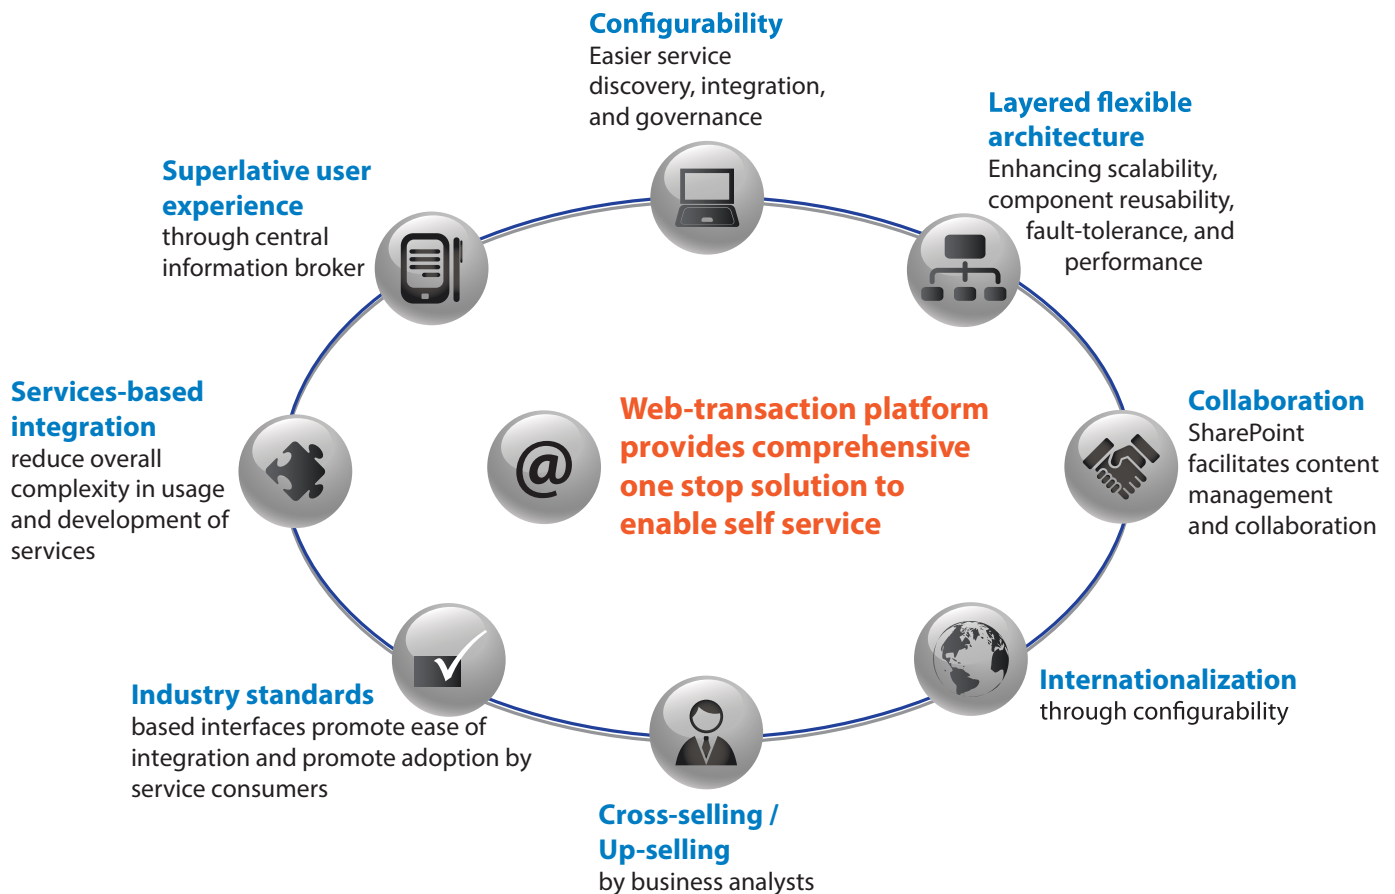 Configurability
Easier service
discovery, integration,
and governance
Layered flexible
architecture
Enhancing scalability,
component reusability,
fault-tolerance, and
performance
Superlative user
experience
through central
information broker
Services-based
integration
reduce overall
complexity in usage
and development of
services
@
Web-transaction platform
provides comprehensive
one stop solution to
enable self service
Collaboration
SharePoint
facilitates content
management
and collaboration
Industry standards
based interfaces promote ease of
integration and promote adoption by
service consumers
Internationalization
through configurability
Cross-selling /
Up-selling
by business analysts